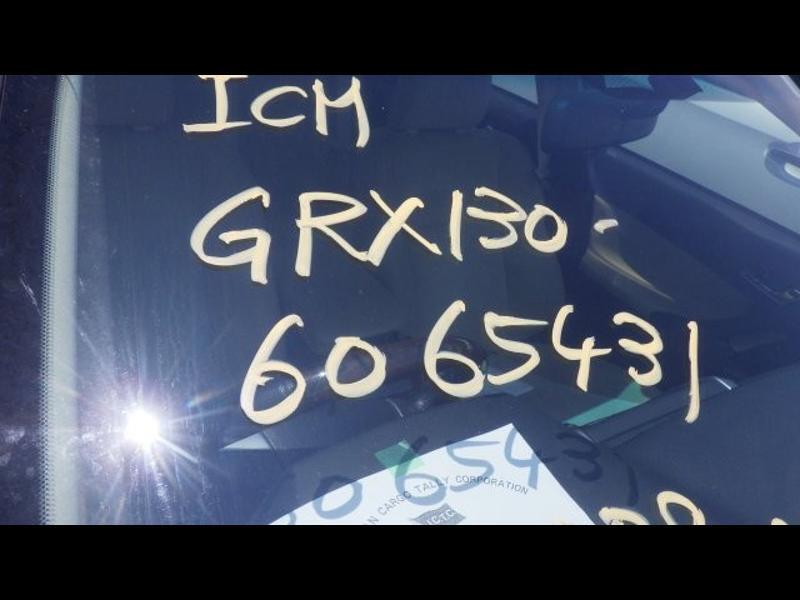 ICM
GRX130-
6065431
N CARGO TALLY CORPORATION